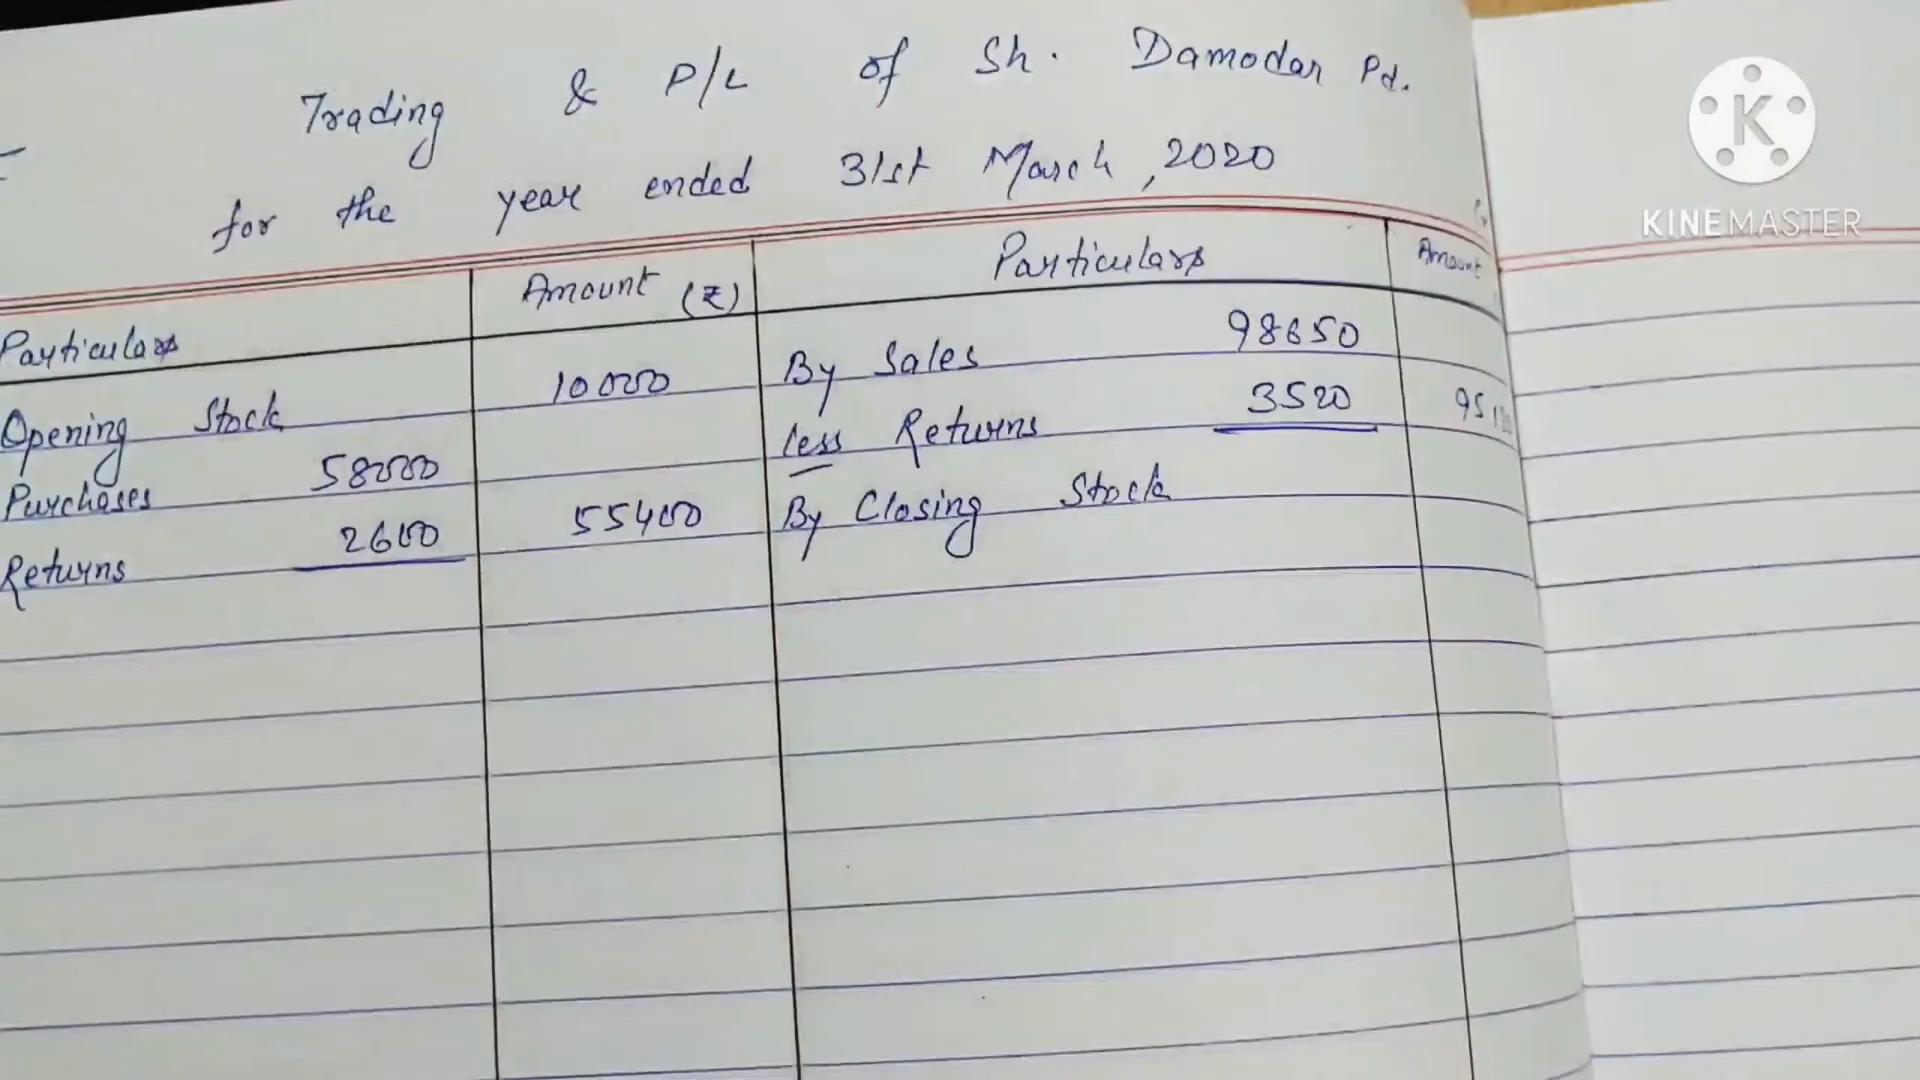 Trading & P/L of Sh. Damodar Pd.
for the year ended 31st March, 2020
Particulars Amount (₹) Particulars Amount
Opening Stock 10000 By Sales 98650
Purchases 58000 less Returns 3520
Returns 2600 55400 By Closing Stock
K
KINEMASTER